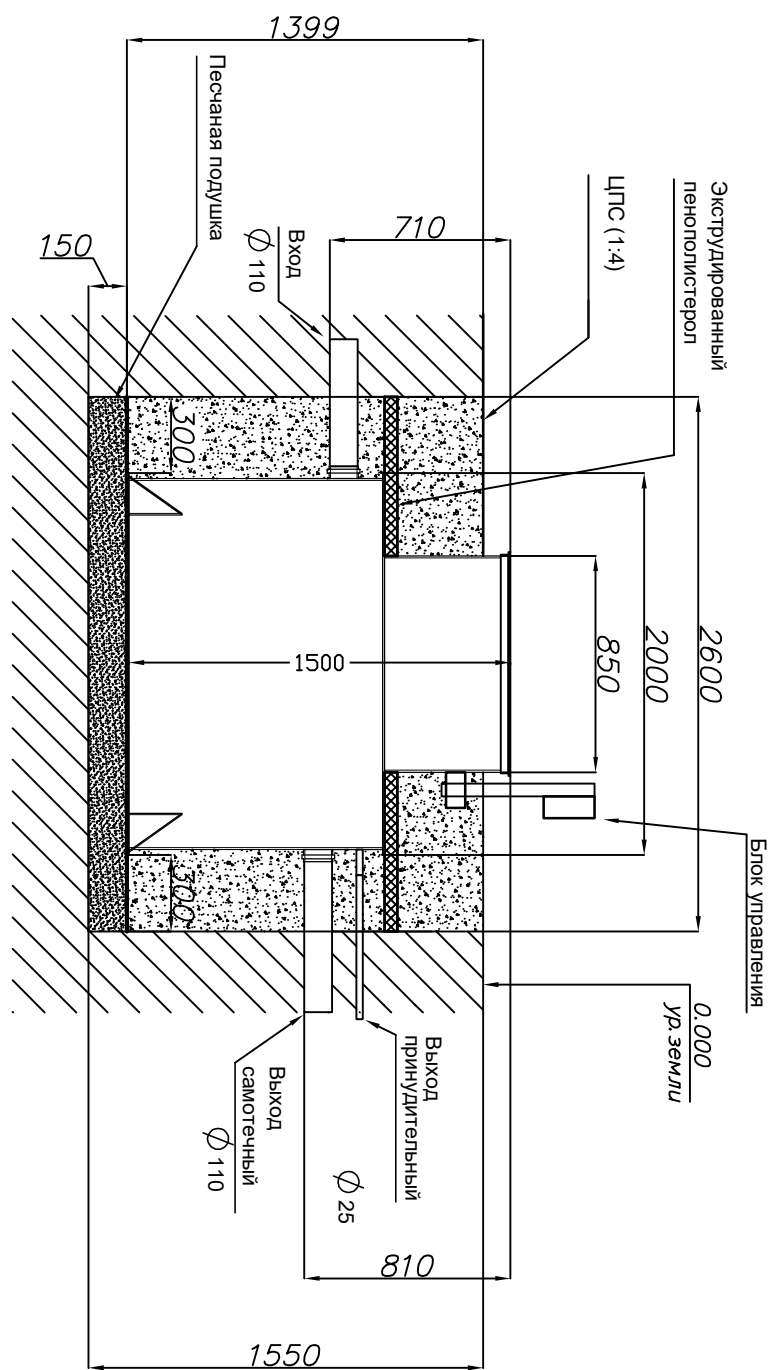 1399
Песчаная подушка
150
Вход
Ø 110
710
ЦПС (1:4)
Экструдированный
пенополистерол
300
1500
850
2000
2600
300
Блок управления
0.000
ур.земли
Выход
принудительный
Ø 25
Выход
самотечный
Ø 110
810
1550